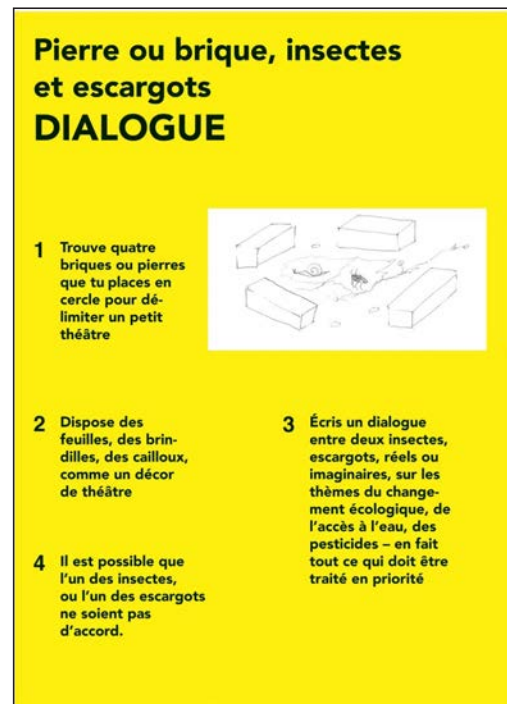 Pierre ou brique, insectes
et escargots
DIALOGUE
1 Trouve quatre
briques ou pierres
que tu places en
cercle pour dé-
limiter un petit
théâtre
2 Dispose des
feuilles, des brin-
dilles, des cailloux,
comme un décor
de théâtre
3 Écris un dialogue
entre deux insectes,
escargots, réels ou
imaginaires, sur les
thèmes du change-
ment écologique, de
l'accès à l'eau, des
pesticides – en fait
tout ce qui doit être
traité en priorité
4 Il est possible que
l'un des insectes,
ou l'un des escargots
ne soient pas
d'accord.